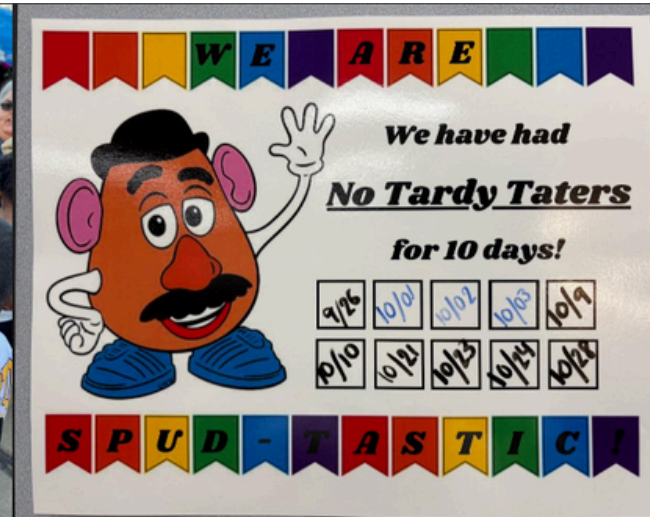 WE ARE
We have had
No Tardy Taters
for 10 days!
9/26 10/01 10/02 10/03 10/9
10/10 10/21 10/23 10/24 10/28
SPUD-TASTIC!